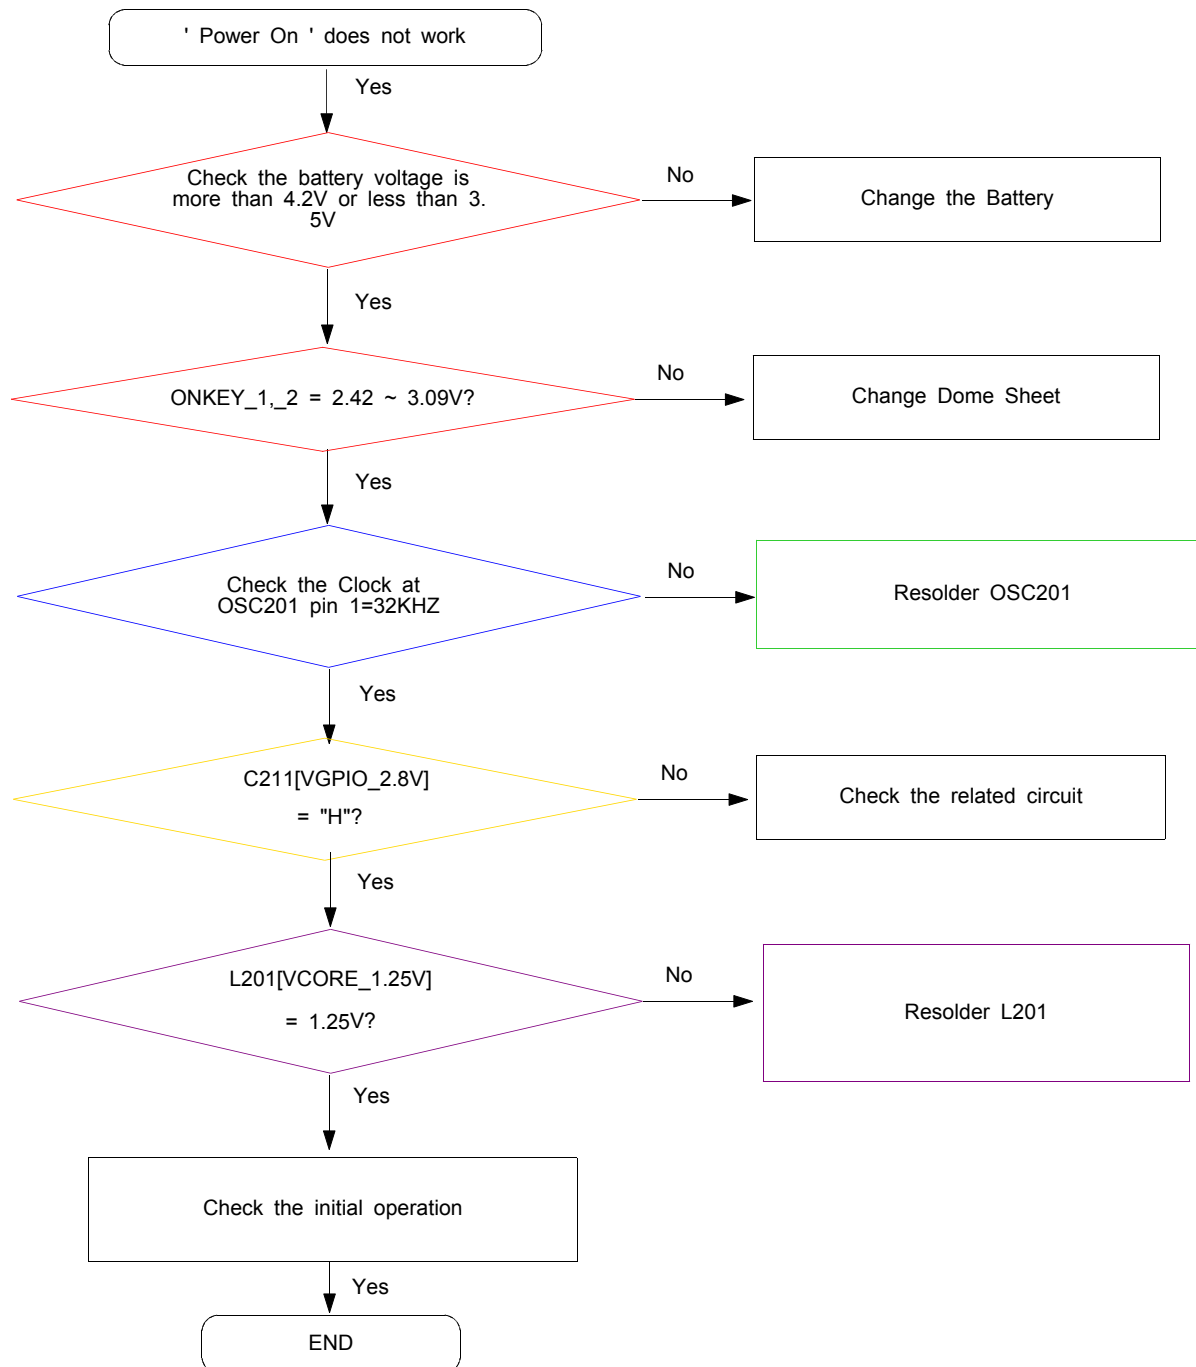 ' Power On ' does not work
Yes
Check the battery voltage is
more than 4.2V or less than 3.
5V
No
Change the Battery
Yes
ONKEY_1,_2 = 2.42 ~ 3.09V?
No
Change Dome Sheet
Yes
Check the Clock at
OSC201 pin 1=32KHZ
No
Resolder OSC201
Yes
C211[VGPIO_2.8V]
= "H"?
No
Check the related circuit
Yes
L201[VCORE_1.25V]
= 1.25V?
No
Resolder L201
Yes
Check the initial operation
Yes
END